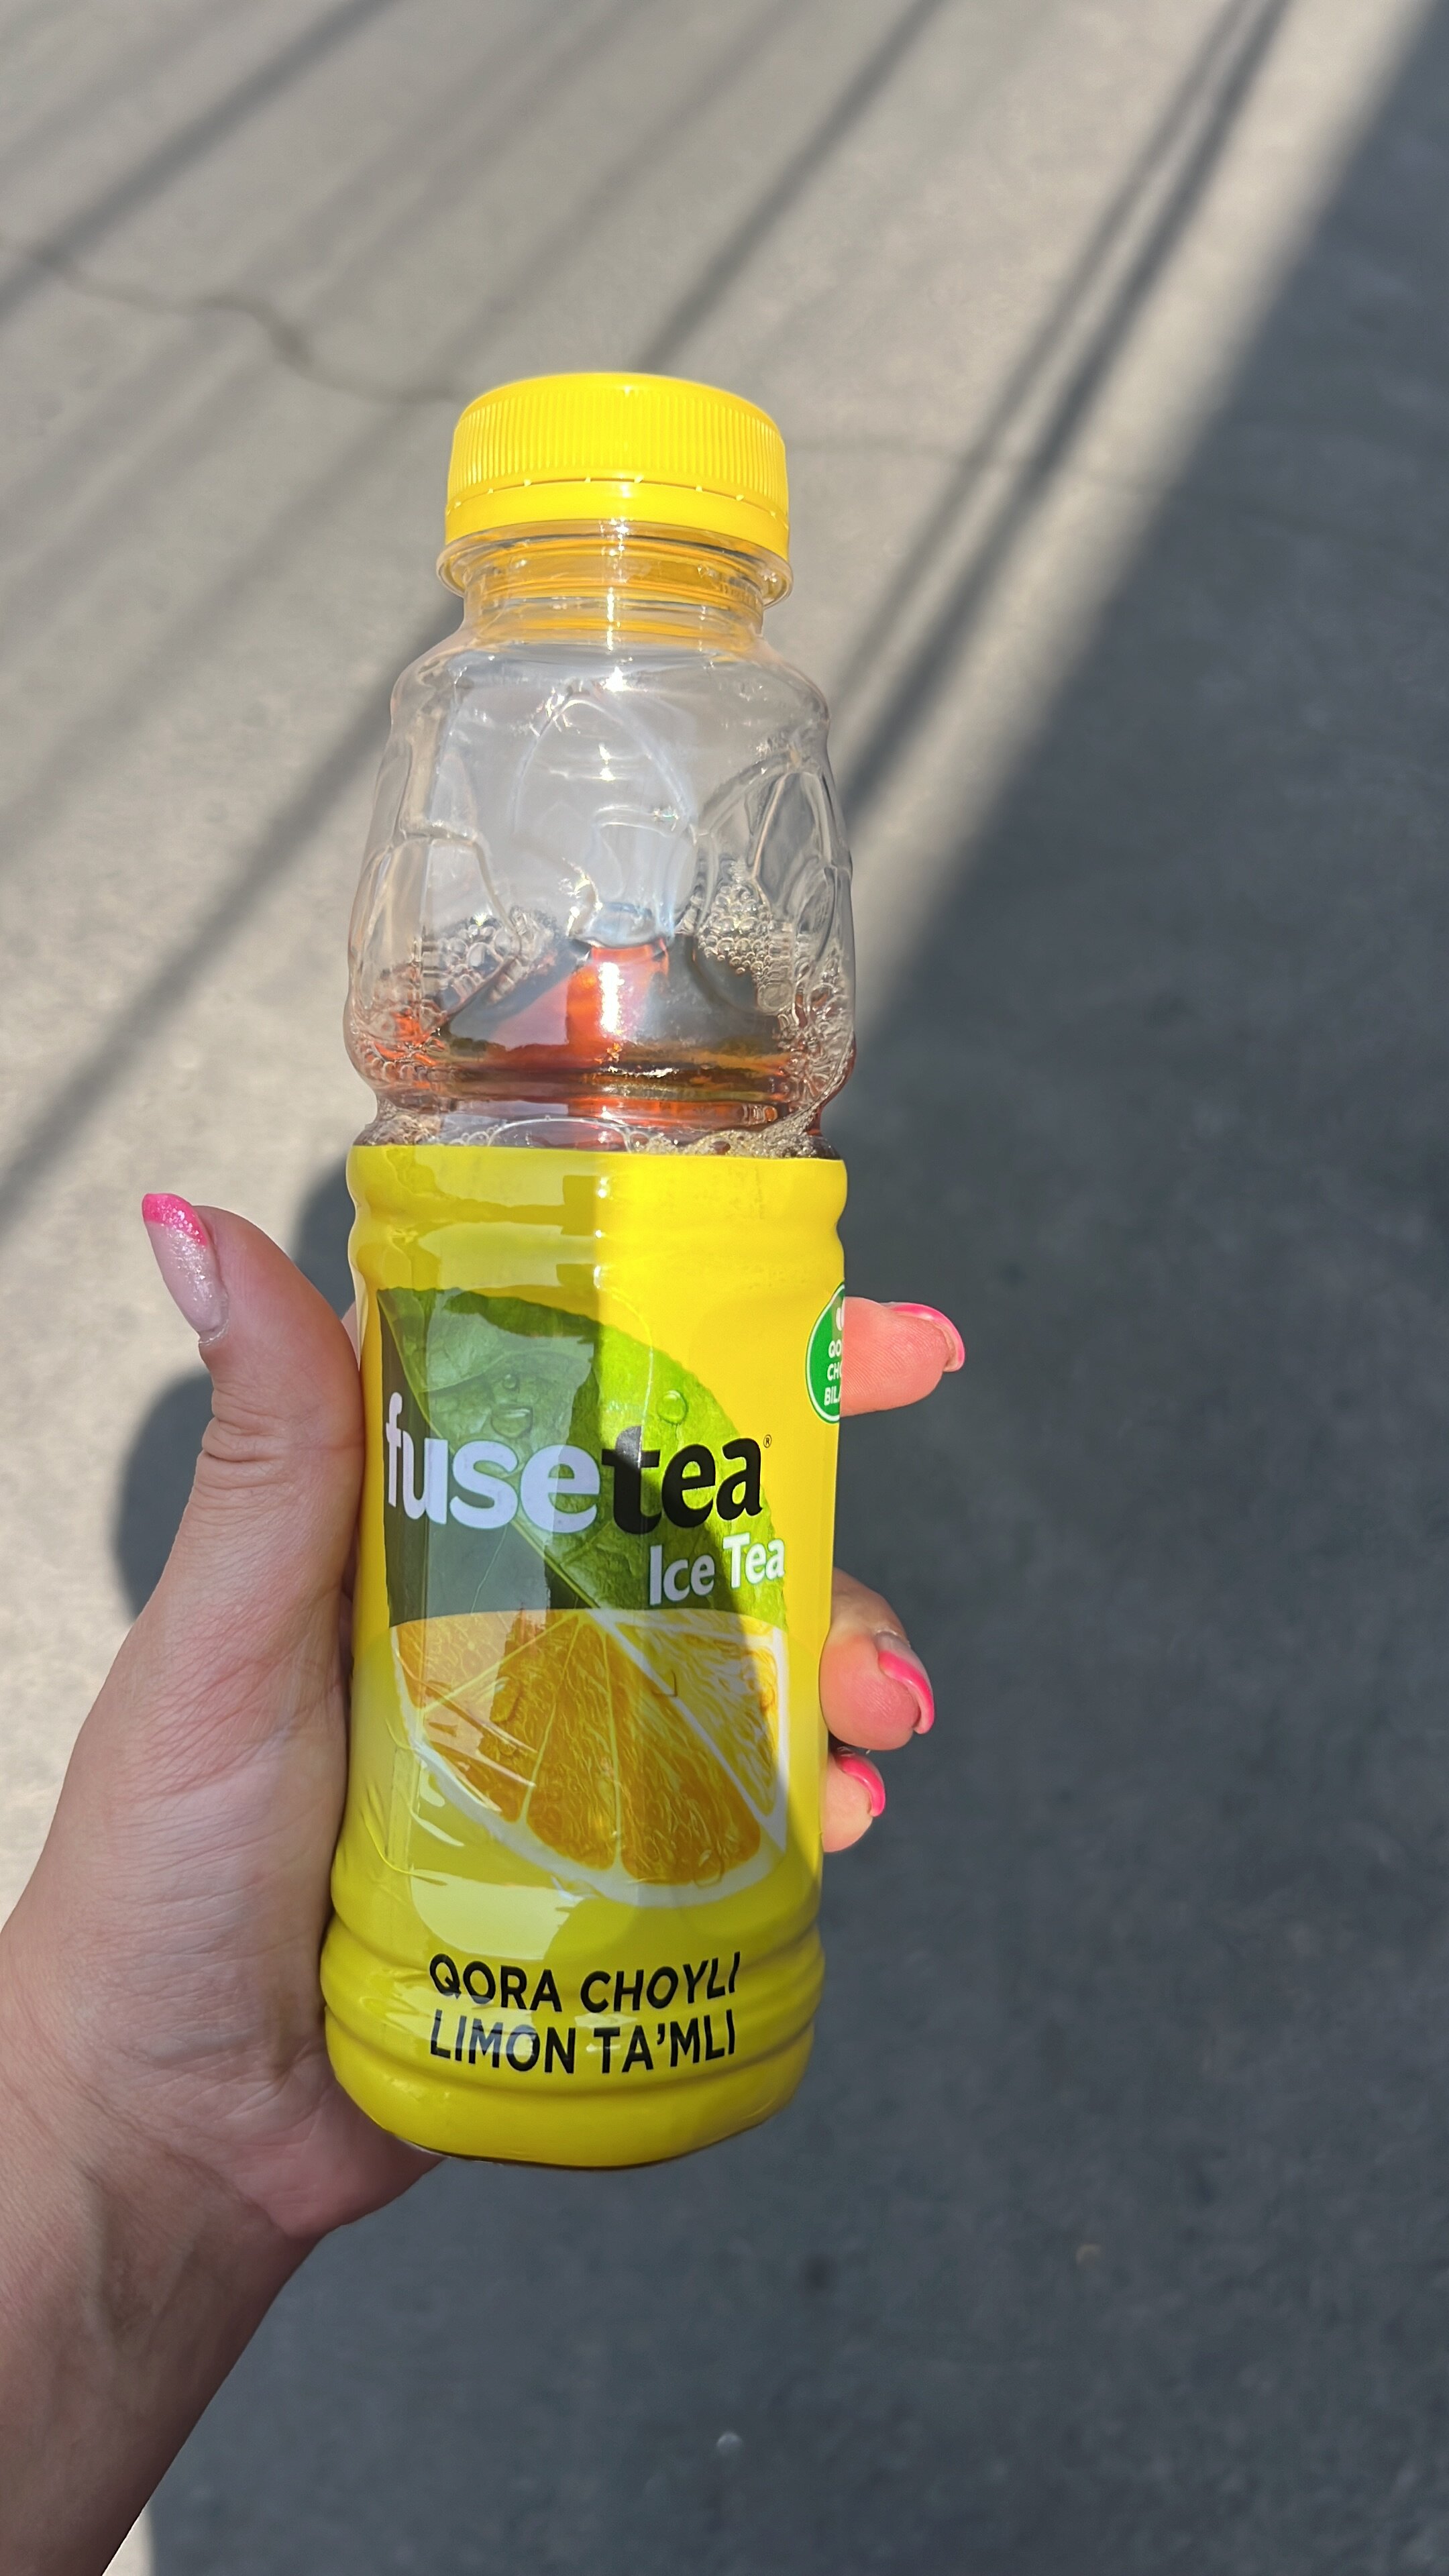 fusetea
Ice Tea
QORA CHOYLI
LIMON TA'MLI